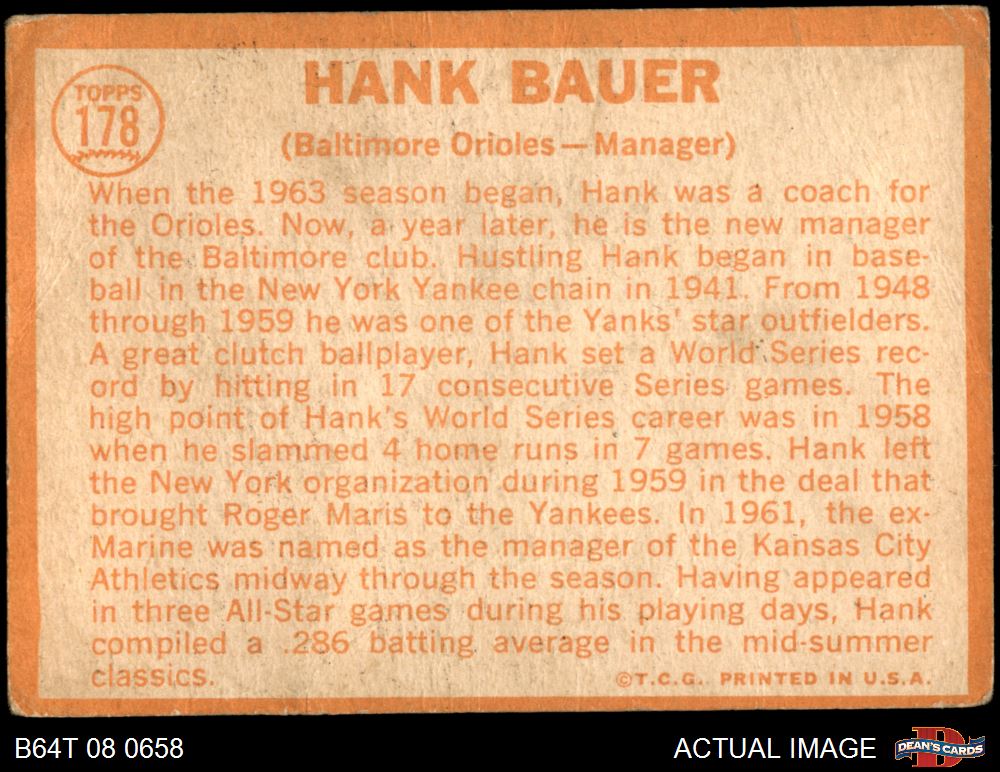 TOPPS
178
HANK BAUER
(Baltimore Orioles—Manager)
When the 1963 season began, Hank was a coach for
the Orioles. Now, a year later, he is the new manager
of the Baltimore club. Hustling Hank began in base-
ball in the New York Yankee chain in 1941. From 1948
through 1959 he was one of the Yanks' star outfielders.
A great clutch ballplayer, Hank set a World Series rec-
ord by hitting in 17 consecutive Series games. The
high point of Hank's World Series career was in 1958
when he slammed 4 home runs in 7 games. Hank left
the New York organization during 1959 in the deal that
brought Roger Maris to the Yankees. In 1961, the ex-
Marine was named as the manager of the Kansas City
Athletics midway through the season. Having appeared
in three All-Star games during his playing days, Hank
compiled a .286 batting average in the mid-summer
classics.
©T.C.G. PRINTED IN U.S.A.
B64T 08 0658
ACTUAL IMAGE
D
DEAN'S CARDS